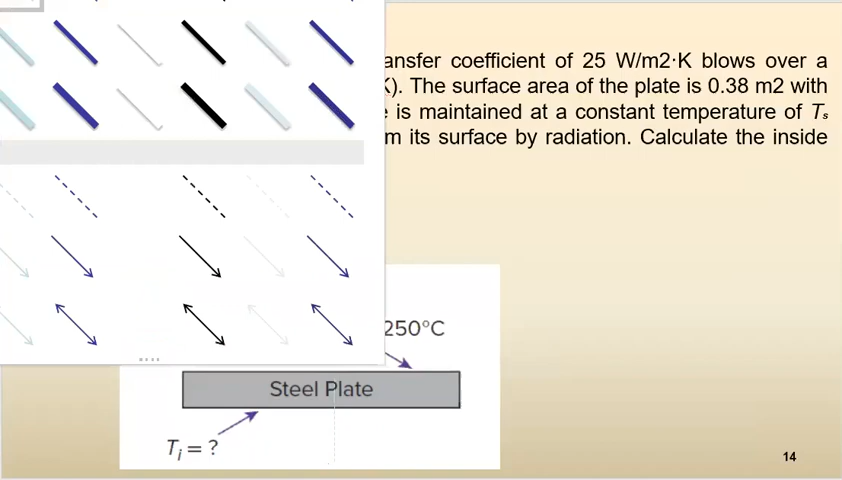 ansfer coefficient of 25 W/m2·K blows over a
K). The surface area of the plate is 0.38 m2 with
is maintained at a constant temperature of Ts
m its surface by radiation. Calculate the inside
250°C
Steel Plate
Ti = ?
14